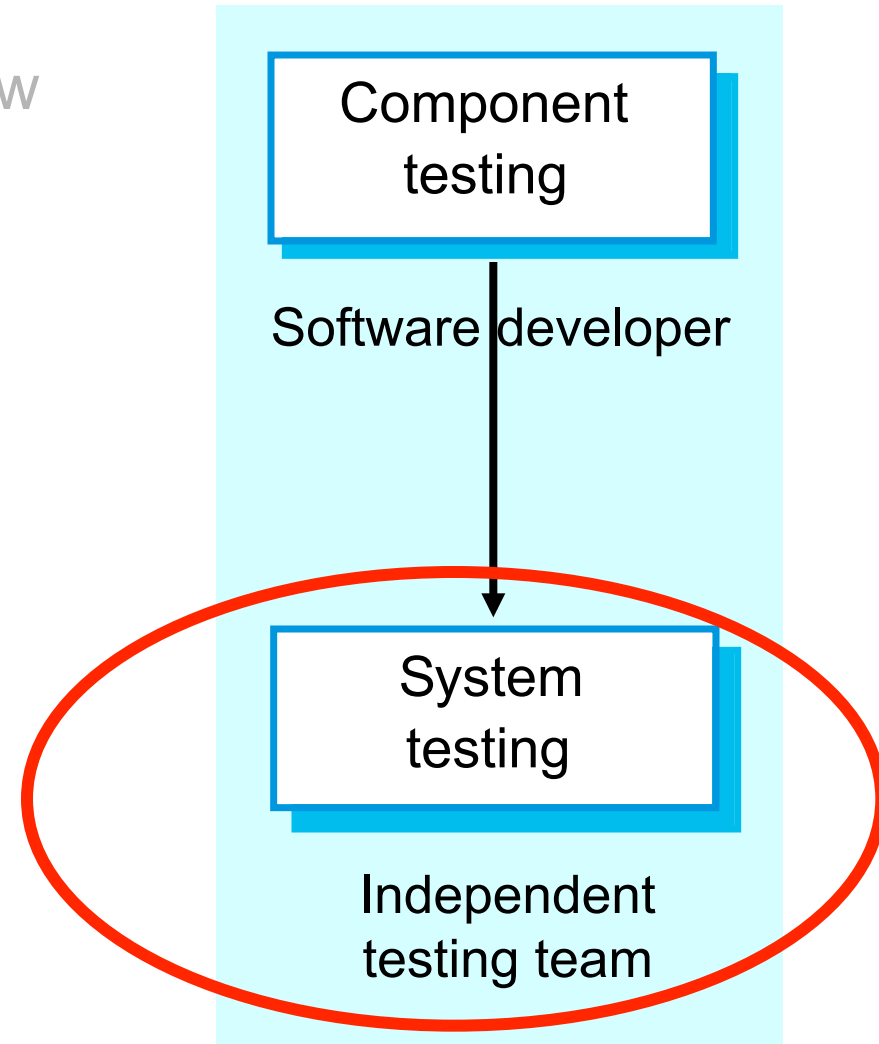 Component
testing
Software developer
System
testing
Independent
testing team